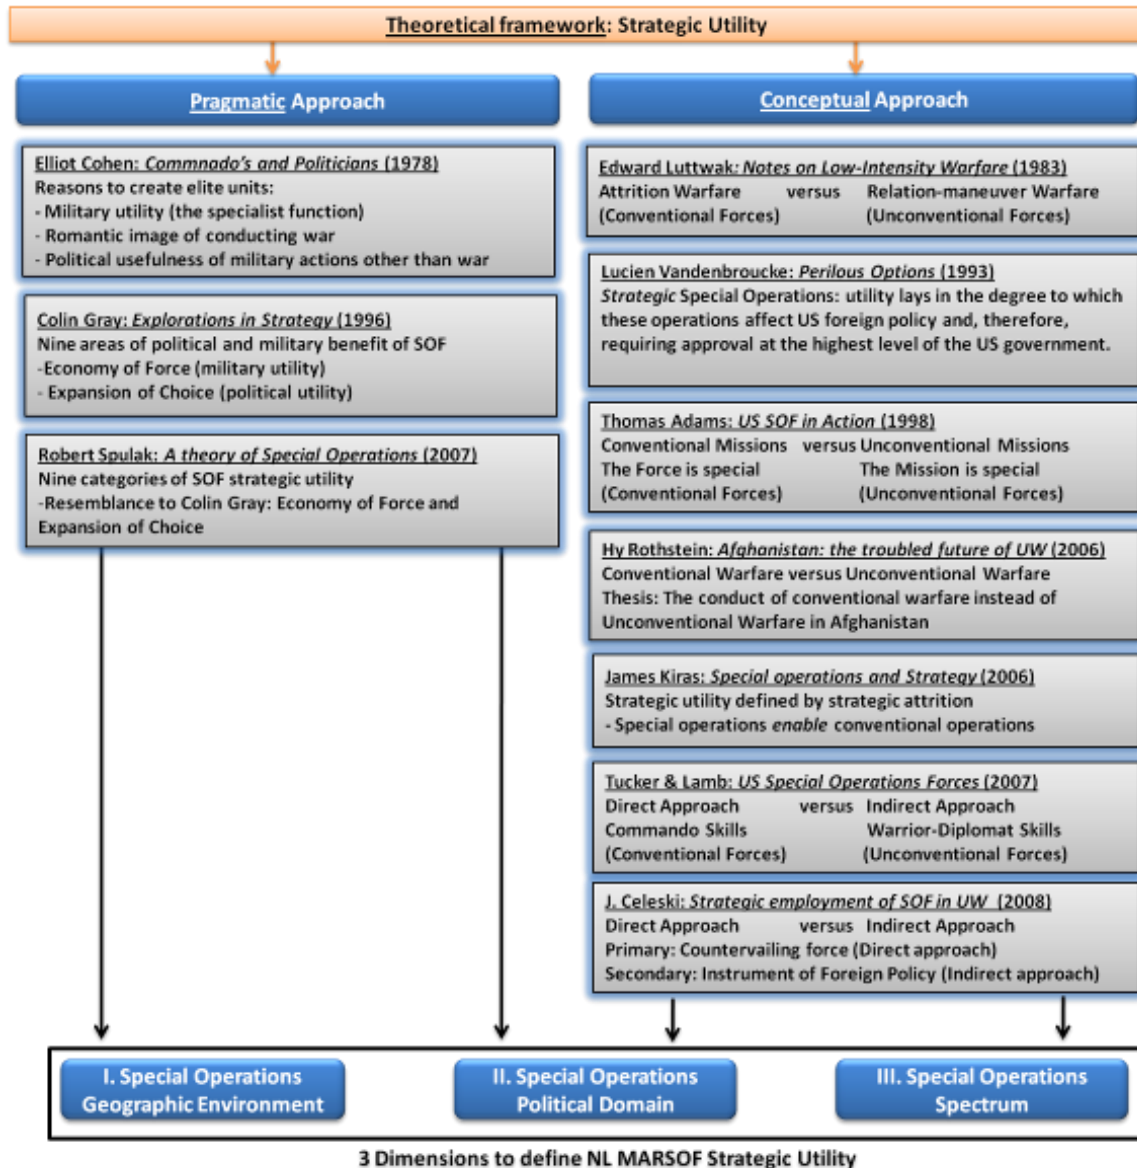 Theoretical framework: Strategic Utility
Pragmatic Approach
Elliot Cohen: Commnado's and Politicians (1978)
Reasons to create elite units:
- Military utility (the specialist function)
- Romantic image of conducting war
- Political usefulness of military actions other than war
Colin Gray: Explorations in Strategy (1996)
Nine areas of political and military benefit of SOF
-Economy of Force (military utility)
- Expansion of Choice (political utility)
Robert Spulak: A theory of Special Operations (2007)
Nine categories of SOF strategic utility
-Resemblance to Colin Gray: Economy of Force and
Expansion of Choice
Conceptual Approach
Edward Luttwak: Notes on Low-Intensity Warfare (1983)
Attrition Warfare versus Relation-maneuver Warfare
(Conventional Forces) (Unconventional Forces)
Lucien Vandenbroucke: Perilous Options (1993)
Strategic Special Operations: utility lays in the degree to which
these operations affect US foreign policy and, therefore,
requiring approval at the highest level of the US government.
Thomas Adams: US SOF in Action (1998)
Conventional Missions versus Unconventional Missions
The Force is special The Mission is special
(Conventional Forces) (Unconventional Forces)
Hy Rothstein: Afghanistan: the troubled future of UW (2006)
Conventional Warfare versus Unconventional Warfare
Thesis: The conduct of conventional warfare instead of
Unconventional Warfare in Afghanistan
James Kiras: Special operations and Strategy (2006)
Strategic utility defined by strategic attrition
- Special operations enable conventional operations
Tucker & Lamb: US Special Operations Forces (2007)
Direct Approach versus Indirect Approach
Commando Skills Warrior-Diplomat Skills
(Conventional Forces) (Unconventional Forces)
J. Celeski: Strategic employment of SOF in UW (2008)
Direct Approach versus Indirect Approach
Primary: Countervailing force (Direct approach)
Secondary: Instrument of Foreign Policy (Indirect approach)
I. Special Operations
Geographic Environment
II. Special Operations
Political Domain
III. Special Operations
Spectrum
3 Dimensions to define NL MARSOF Strategic Utility